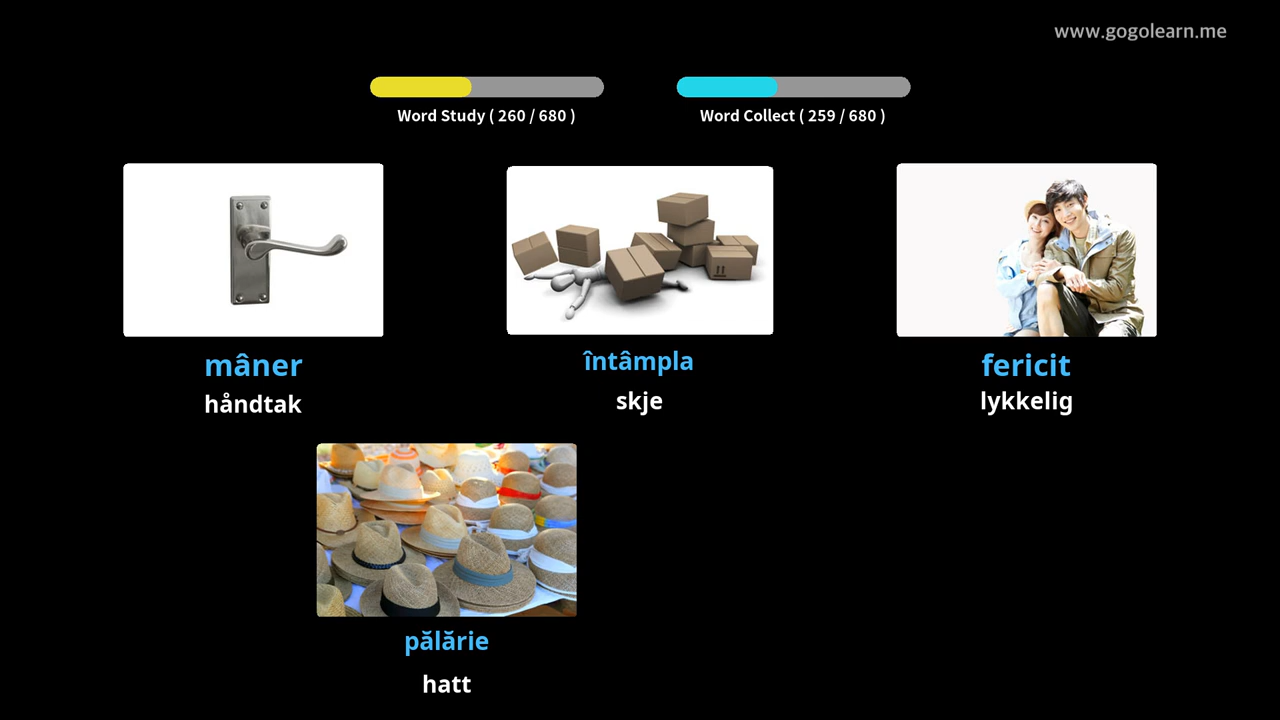 www.gogolearn.me
Word Study ( 260 / 680 )
Word Collect ( 259 / 680 )
mâner
håndtak
întâmpla
skje
fericit
lykkelig
pălărie
hatt